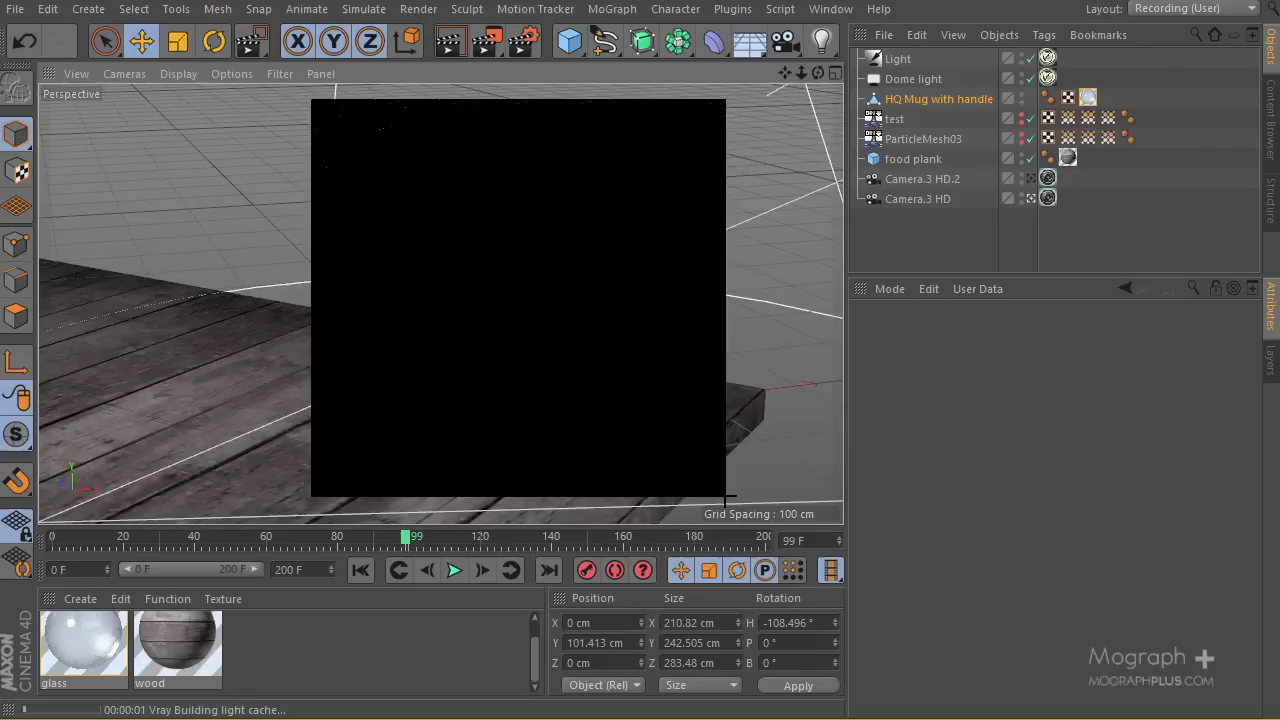 File Edit Create Select Tools Mesh Snap Animate Simulate Render Sculpt Motion Tracker MoGraph Character Plugins Script Window Help Layout: Recording (User)
X Y Z
File Edit View Objects Tags Bookmarks
View Cameras Display Options Filter Panel
Perspective
Light
Dome light
HQ Mug with handle
test
ParticleMesh03
food plank
Camera.3 HD.2
Camera.3 HD
Objects
Content Browser
Structure
Mode Edit User Data
Attributes
Layers
Y
Z
S
Grid Spacing : 100 cm
0 20 40 60 80 99 120 140 160 180 200 99 F
0 F 0 F 200 F 200 F
P
Create Edit Function Texture
glass wood
Position Size Rotation
X 0 cm X 210.82 cm H -108.496 °
Y 101.413 cm Y 242.505 cm P 0 °
Z 0 cm Z 283.48 cm B 0 °
Object (Rel) Size Apply
MAXON
CINEMA 4D
Mograph +
MOGRAPHPLUS.COM
00:00:01 Vray Building light cache...